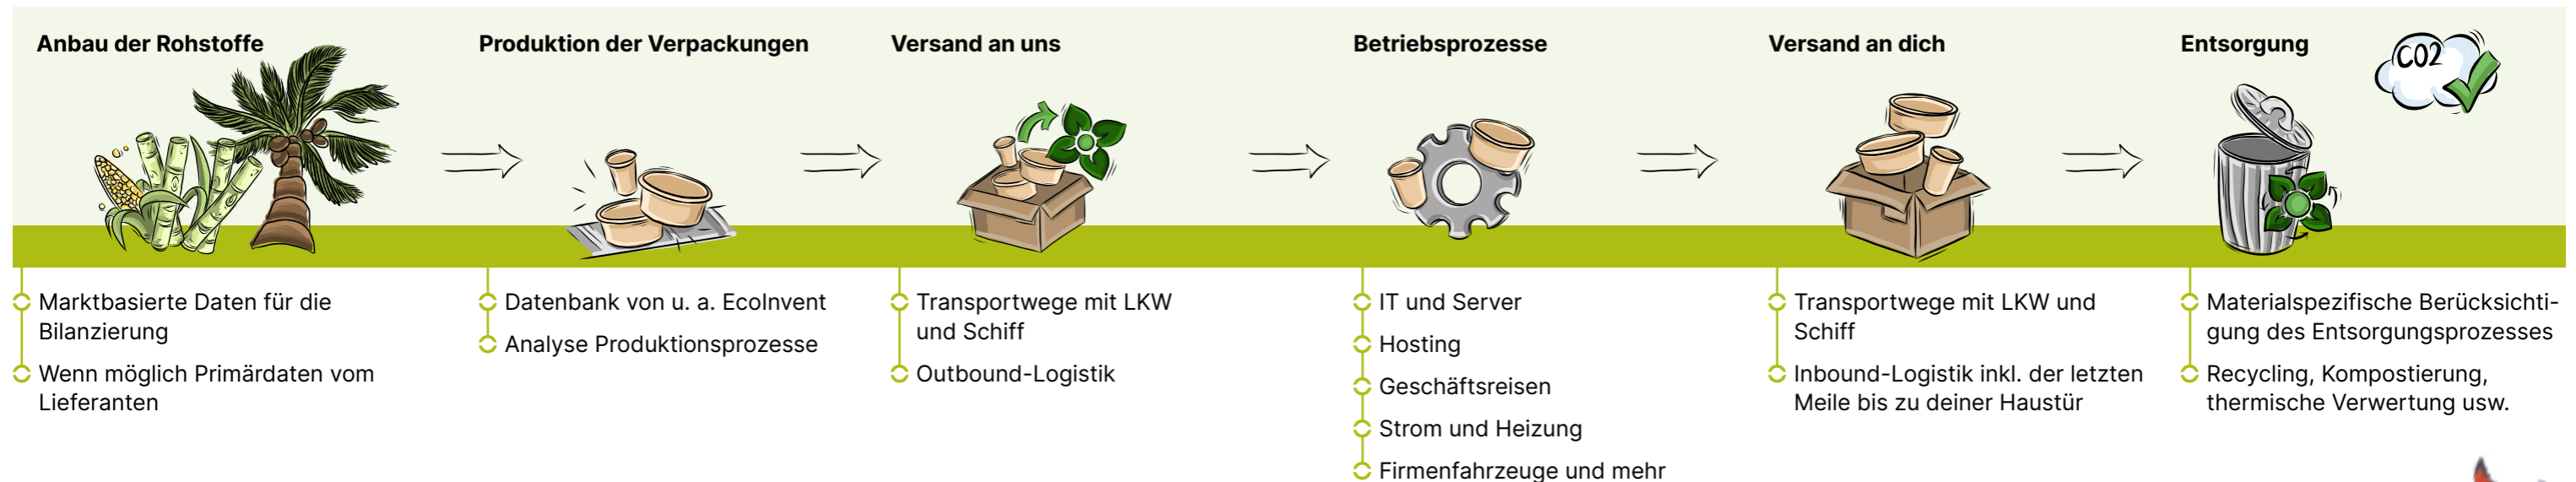 Anbau der Rohstoffe
Marktbasierte Daten für die
Bilanzierung
Wenn möglich Primärdaten vom
Lieferanten
Produktion der Verpackungen
Datenbank von u. a. EcoInvent
Analyse Produktionsprozesse
Versand an uns
Transportwege mit LKW
und Schiff
Outbound-Logistik
Betriebsprozesse
IT und Server
Hosting
Geschäftsreisen
Strom und Heizung
Firmenfahrzeuge und mehr
Versand an dich
Transportwege mit LKW und
Schiff
Inbound-Logistik inkl. der letzten
Meile bis zu deiner Haustür
Entsorgung
CO2
Materialspezifische Berücksichti-
gung des Entsorgungsprozesses
Recycling, Kompostierung,
thermische Verwertung usw.